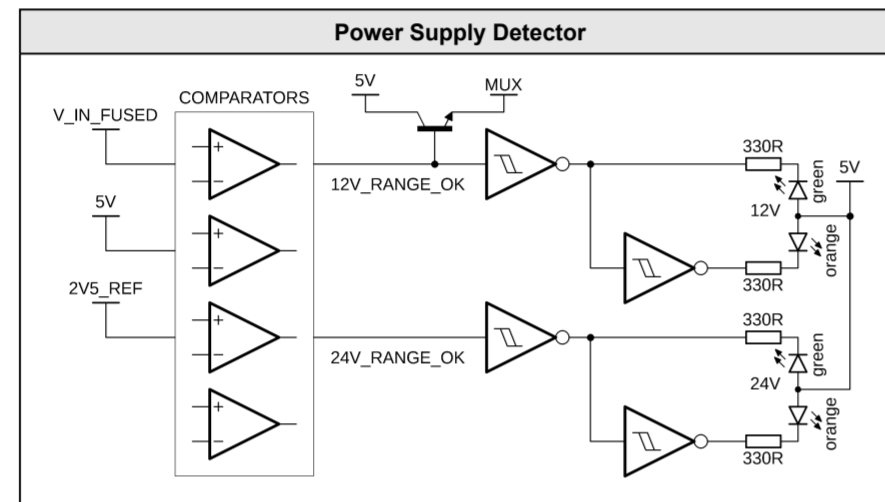 Power Supply Detector
5V
MUX
COMPARATORS
V_IN_FUSED
+
−
12V_RANGE_OK
330R
green
5V
12V
5V
+
−
orange
330R
2V5_REF
+
−
24V_RANGE_OK
330R
green
24V
+
−
orange
330R